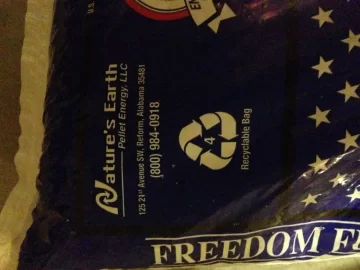 U.S.
Nature's Earth
Pellet Energy, LLC
125 21st Avenue SW, Reform, Alabama 35481
(800) 984-0918
4
Recyclable Bag
FREEDOM